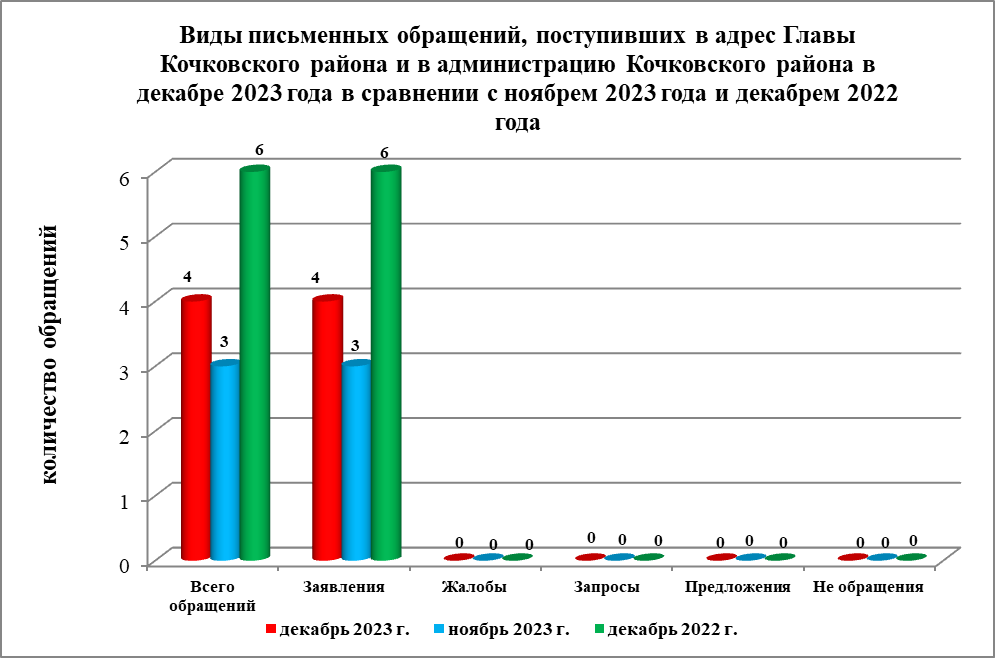 Виды письменных обращений, поступивших в адрес Главы
Кочковского района и в администрацию Кочковского района в
декабре 2023 года в сравнении с ноябрем 2023 года и декабрем 2022
года
количество обращений
6
5
4
3
2
1
0
4
3
6
4
3
6
0
0
0
0
0
0
0
0
0
0
0
0
Всего
обращений
Заявления
Жалобы
Запросы
Предложения
Не обращения
декабрь 2023 г.
ноябрь 2023 г.
декабрь 2022 г.